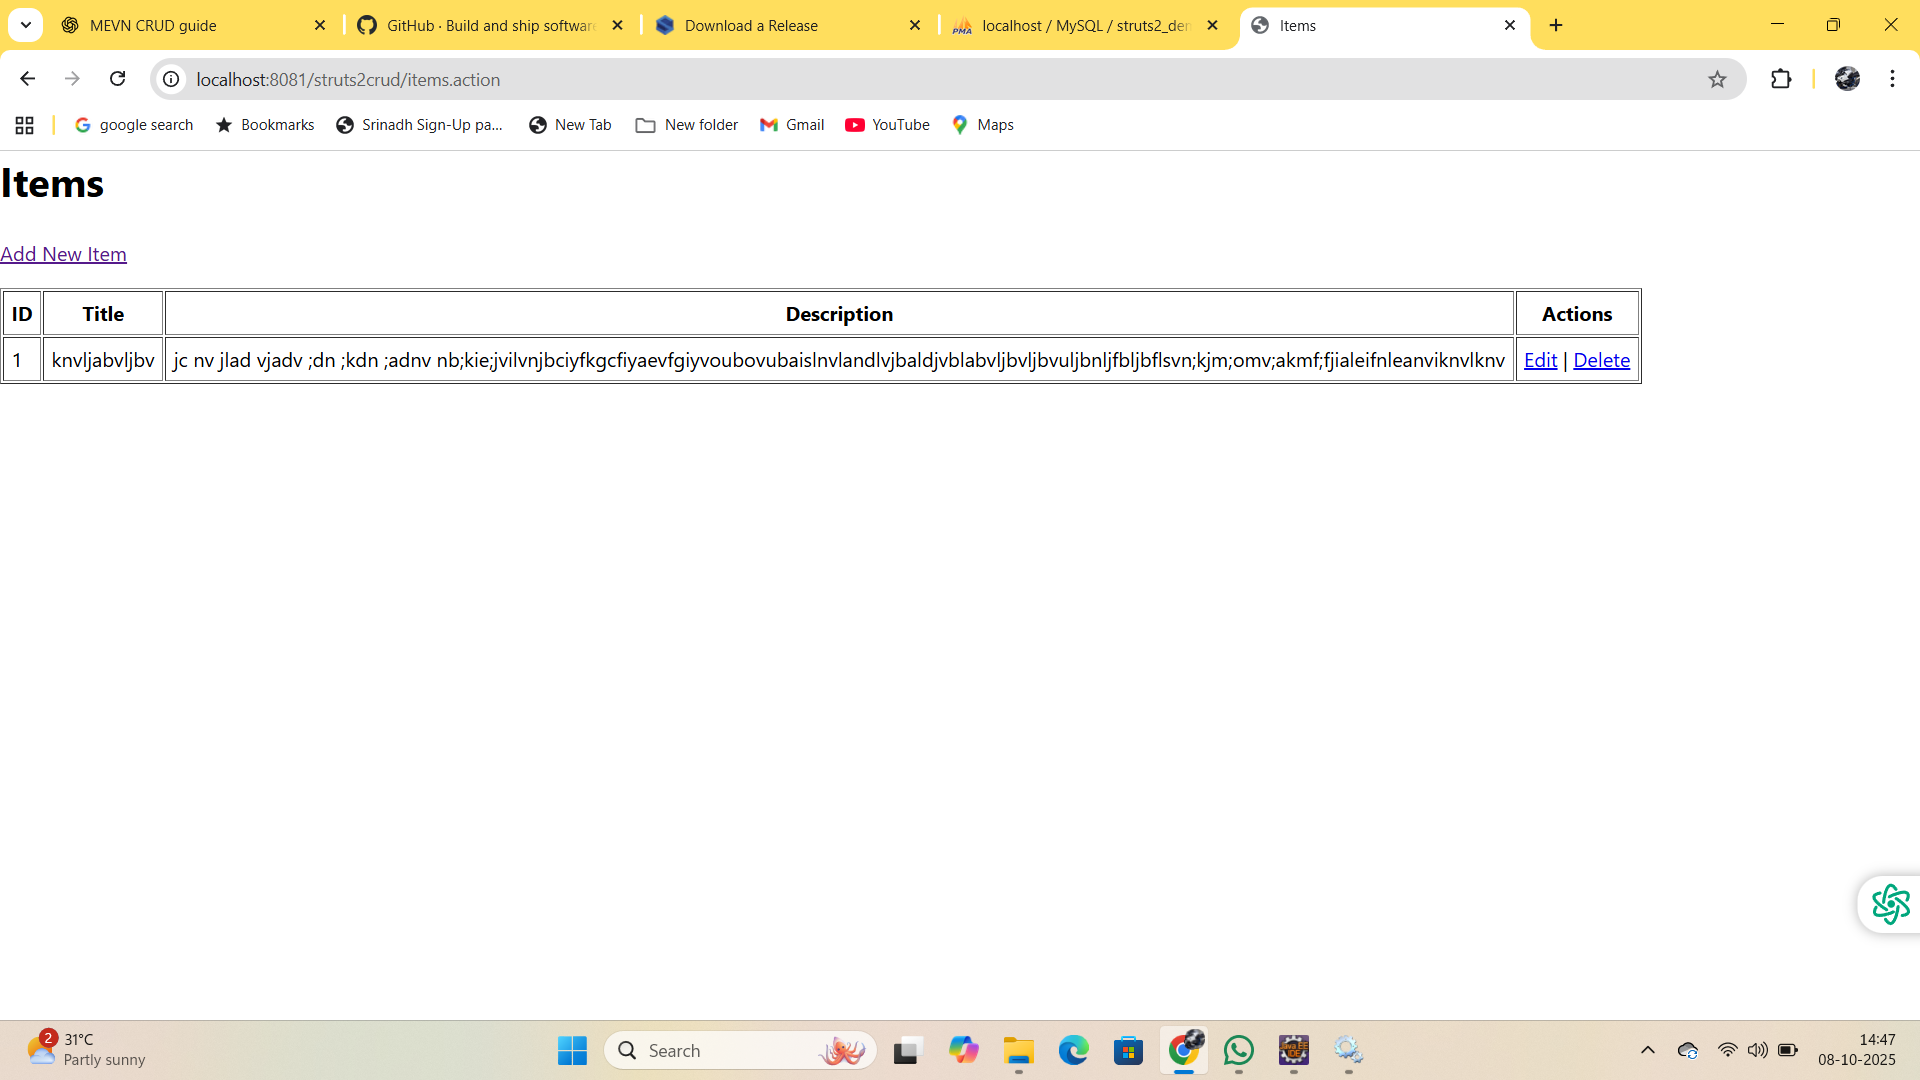 MEVN CRUD guide
GitHub · Build and ship software
Download a Release
localhost / MySQL / struts2_den
Items
localhost:8081/struts2crud/items.action
google search
Bookmarks
Srinadh Sign-Up pa...
New Tab
New folder
Gmail
YouTube
Maps
Items
Add New Item
ID Title Description Actions
1 knvljabvljbv jc nv jlad vjadv ;dn ;kdn ;adnv nb;kie;jvilvnjbciyfkgcfiyaevfgiyvoubovubaislnvlandlvjbaldjvblabvljbvljbvuljbnljfbljbflsvn;kjm;omv;akmf;fjialeifnleanviknvlknv Edit | Delete
2
31°C
Partly sunny
Search
14:47
08-10-2025